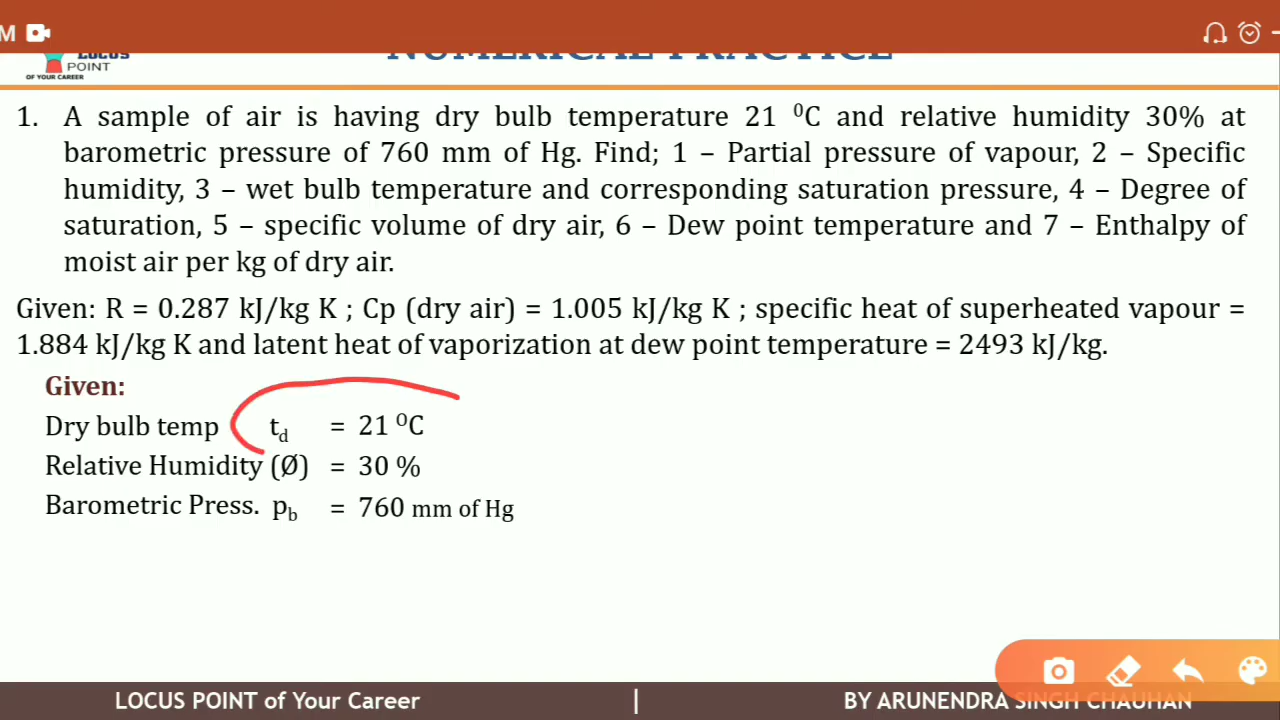 M
LOCUS
POINT
OF YOUR CAREER
NUMERICAL PRACTICE
1. A sample of air is having dry bulb temperature 21 ⁰C and relative humidity 30% at
barometric pressure of 760 mm of Hg. Find; 1 – Partial pressure of vapour, 2 – Specific
humidity, 3 – wet bulb temperature and corresponding saturation pressure, 4 – Degree of
saturation, 5 – specific volume of dry air, 6 – Dew point temperature and 7 – Enthalpy of
moist air per kg of dry air.
Given: R = 0.287 kJ/kg K ; Cp (dry air) = 1.005 kJ/kg K ; specific heat of superheated vapour =
1.884 kJ/kg K and latent heat of vaporization at dew point temperature = 2493 kJ/kg.
Given:
Dry bulb temp t_d = 21 ᴼC
Relative Humidity (Ø) = 30 %
Barometric Press. p_b = 760 mm of Hg
LOCUS POINT of Your Career | BY ARUNENDRA SINGH CHAUHAN